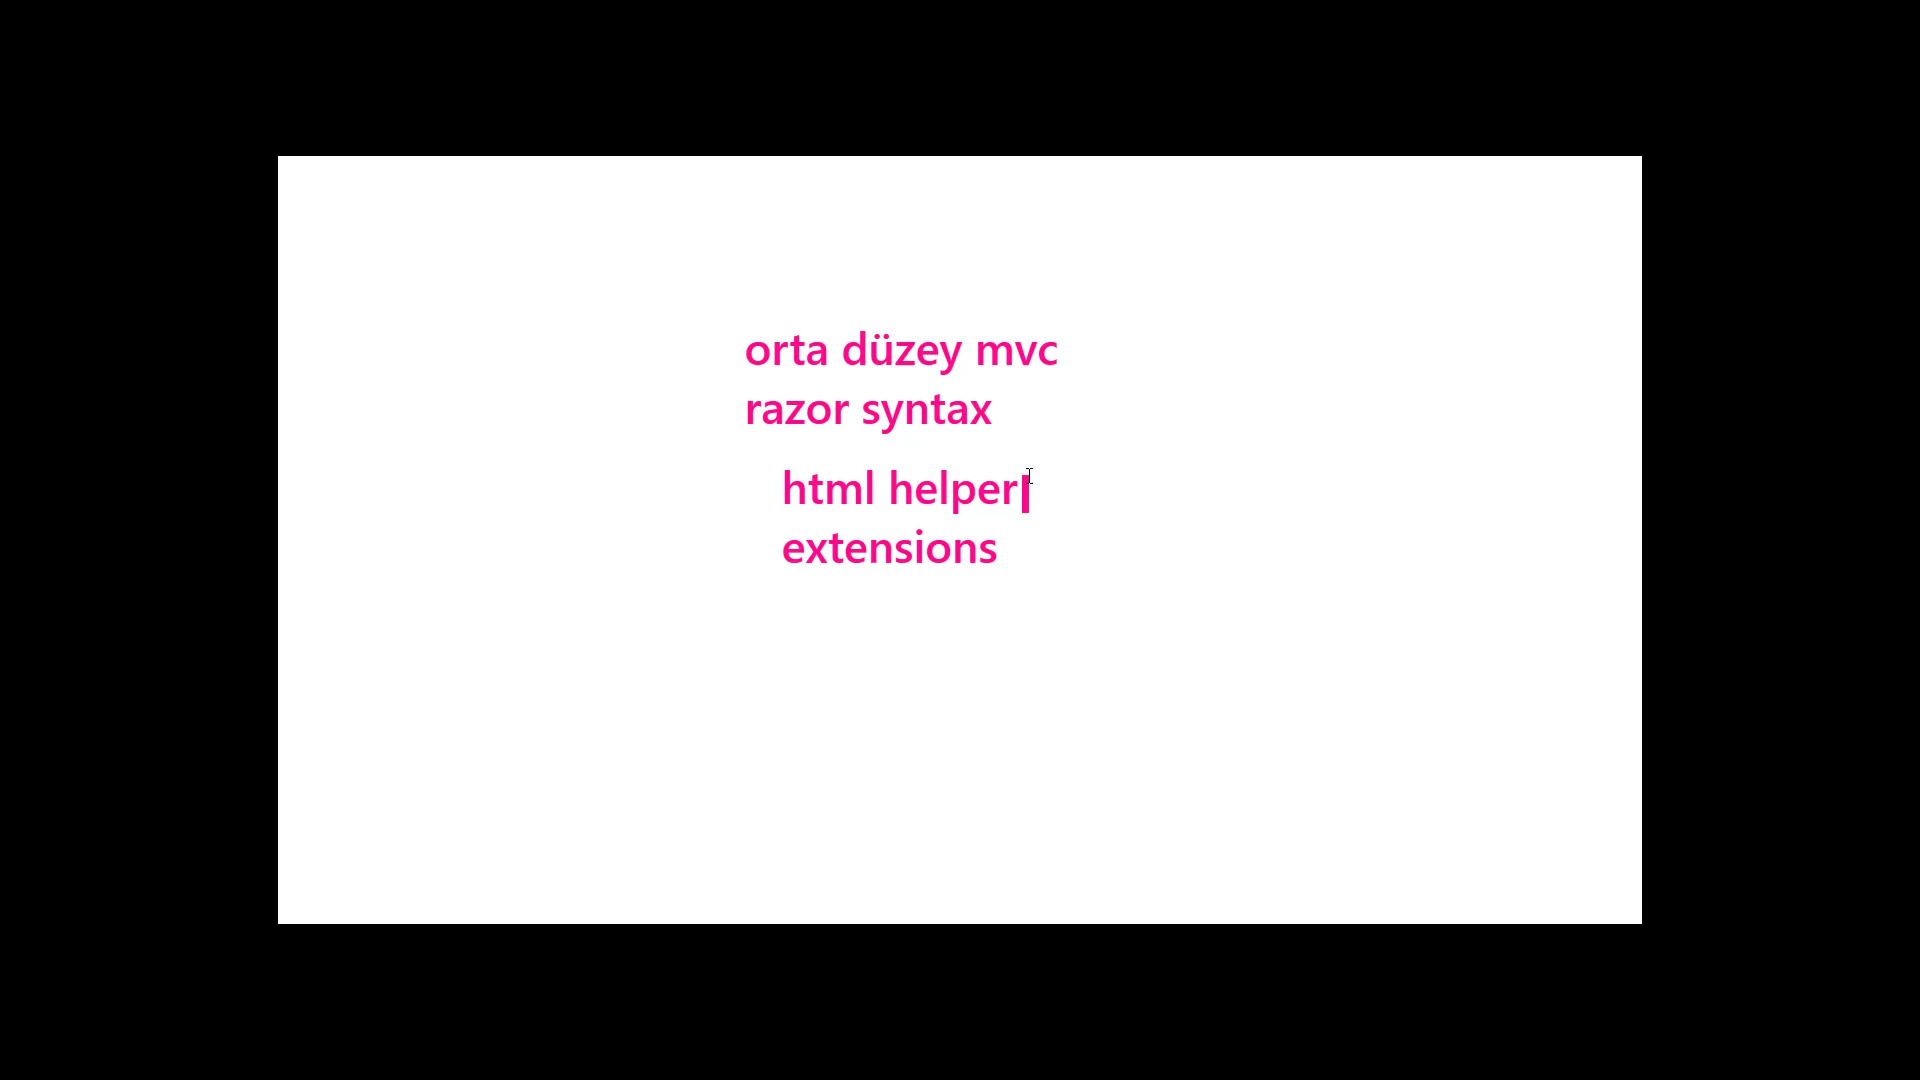 orta düzey mvc
razor syntax
html helper
extensions